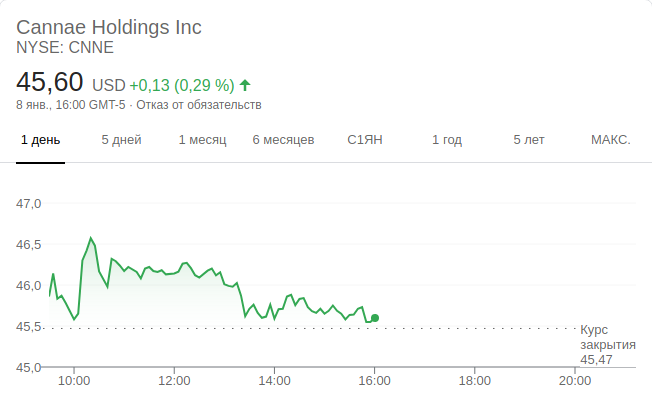 Cannae Holdings Inc
NYSE: CNNE
45,60 USD +0,13 (0,29 %)
8 янв., 16:00 GMT-5 · Отказ от обязательств
1 день 5 дней 1 месяц 6 месяцев С1ЯН 1 год 5 лет МАКС.
47,0
46,5
46,0
45,5
Курс
закрытия
45,47
45,0
10:00 12:00 14:00 16:00 18:00 20:00